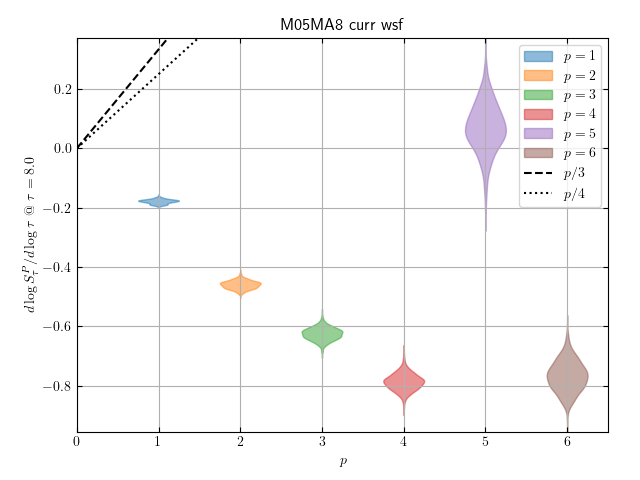 M05MA8 curr wsf
d log S_τ^P / d log τ @ τ = 8.0
0.2
0.0
−0.2
−0.4
−0.6
−0.8
0 1 2 3 4 5 6
p
p = 1
p = 2
p = 3
p = 4
p = 5
p = 6
p/3
p/4